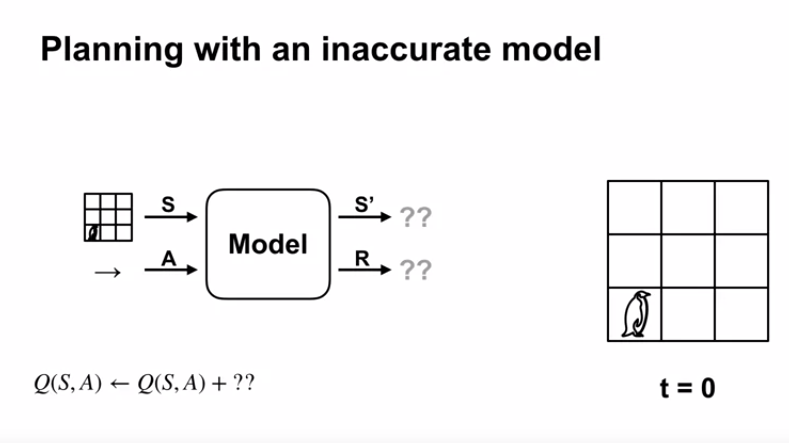 Planning with an inaccurate model
S
A
→
Model
S’
??
R
??
Q(S, A) ← Q(S, A) + ??
t = 0